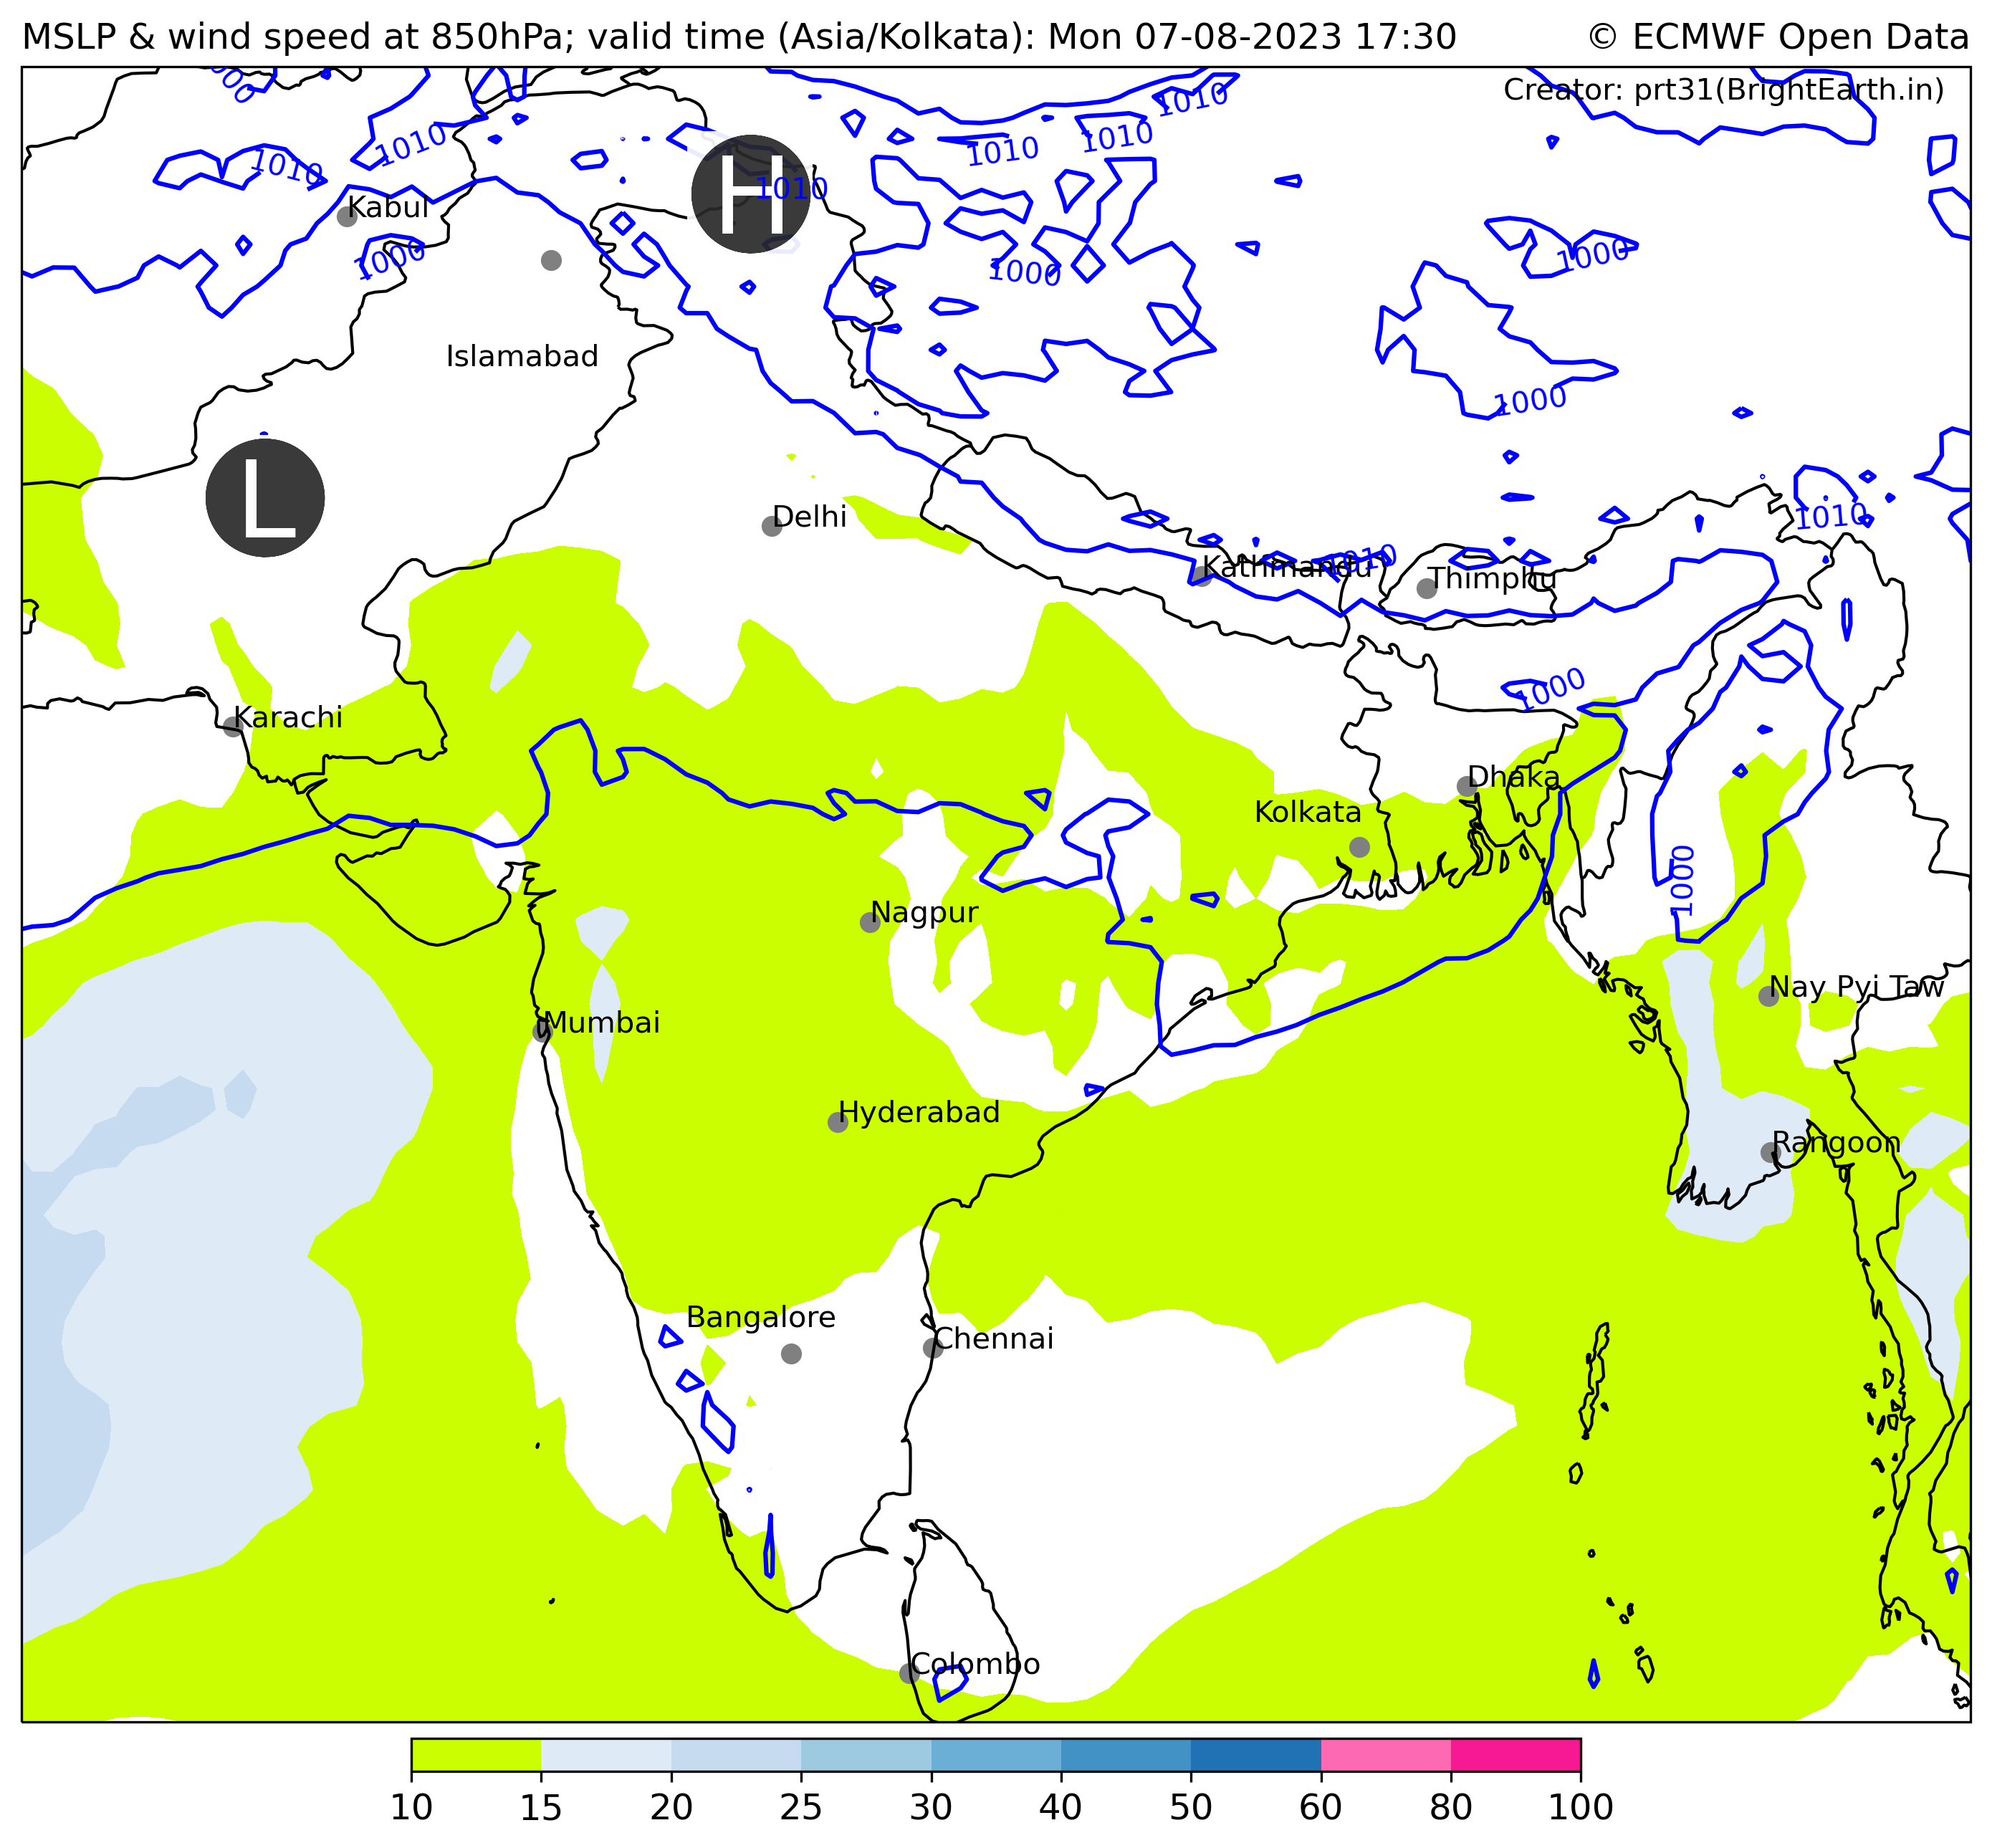 MSLP & wind speed at 850hPa; valid time (Asia/Kolkata): Mon 07-08-2023 17:30
© ECMWF Open Data
Creator: prt31(BrightEarth.in)
1010
1010
1010
1010
1010
H
1010
Kabul
1000
1000
1000
Islamabad
1000
L
Delhi
1010
Kathmandu
1010
Thimphu
1000
Karachi
Dhaka
Kolkata
1000
Nagpur
Nay Pyi Taw
Mumbai
Hyderabad
Rangoon
Bangalore
Chennai
Colombo
10 15 20 25 30 40 50 60 80 100